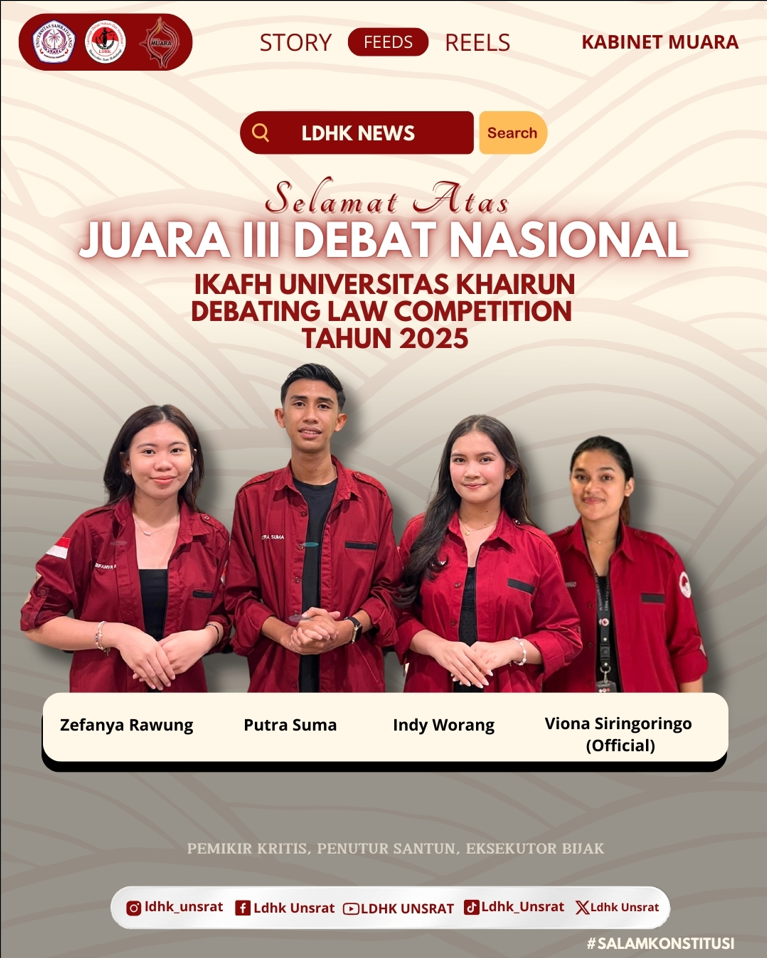 STORY FEEDS REELS KABINET MUARA
MUARA
LDHK NEWS Search
Selamat Atas
JUARA III DEBAT NASIONAL
IKAFH UNIVERSITAS KHAIRUN
DEBATING LAW COMPETITION
TAHUN 2025
Zefanya Rawung Putra Suma Indy Worang Viona Siringoringo
(Official)
PEMIKIR KRITIS, PENUTUR SANTUN, EKSEKUTOR BIJAK
ldhk_unsrat Ldhk Unsrat LDHK UNSRAT Ldhk_Unsrat Ldhk Unsrat
#SALAMKONSTITUSI